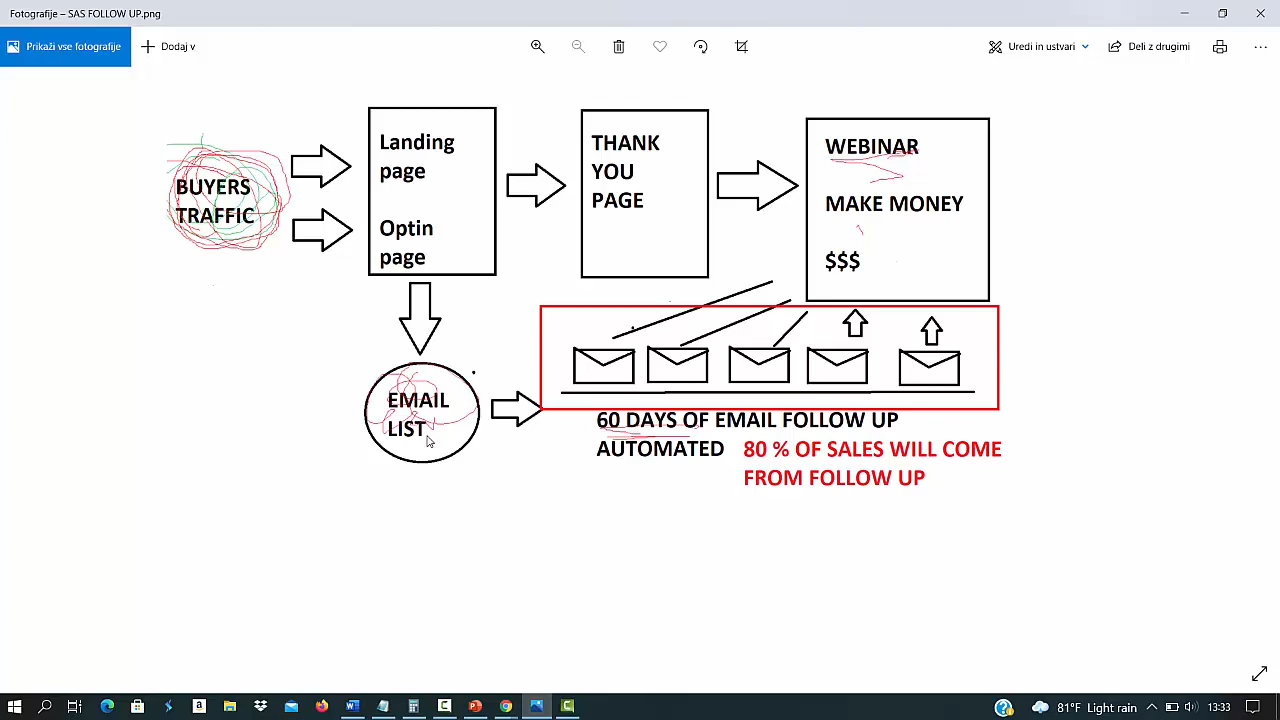 Fotografije – SAS FOLLOW UP.png
Prikaži vse fotografije
Dodaj v
Uredi in ustvari
Deli z drugimi
BUYERS
TRAFFIC
Landing
page
Optin
page
THANK
YOU
PAGE
WEBINAR
MAKE MONEY
$$$
EMAIL
LIST
60 DAYS OF EMAIL FOLLOW UP
AUTOMATED
80 % OF SALES WILL COME
FROM FOLLOW UP
81°F Light rain
13:33